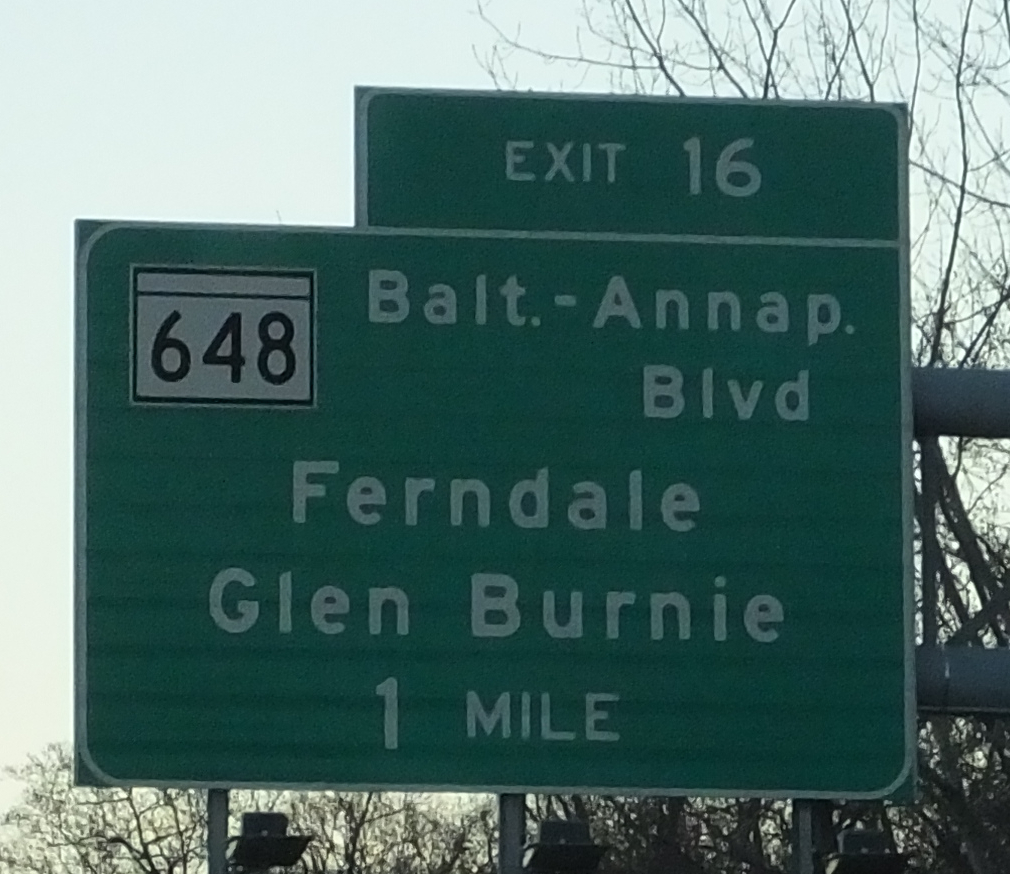 EXIT 16
648 Balt.-Annap.
Blvd
Ferndale
Glen Burnie
1 MILE